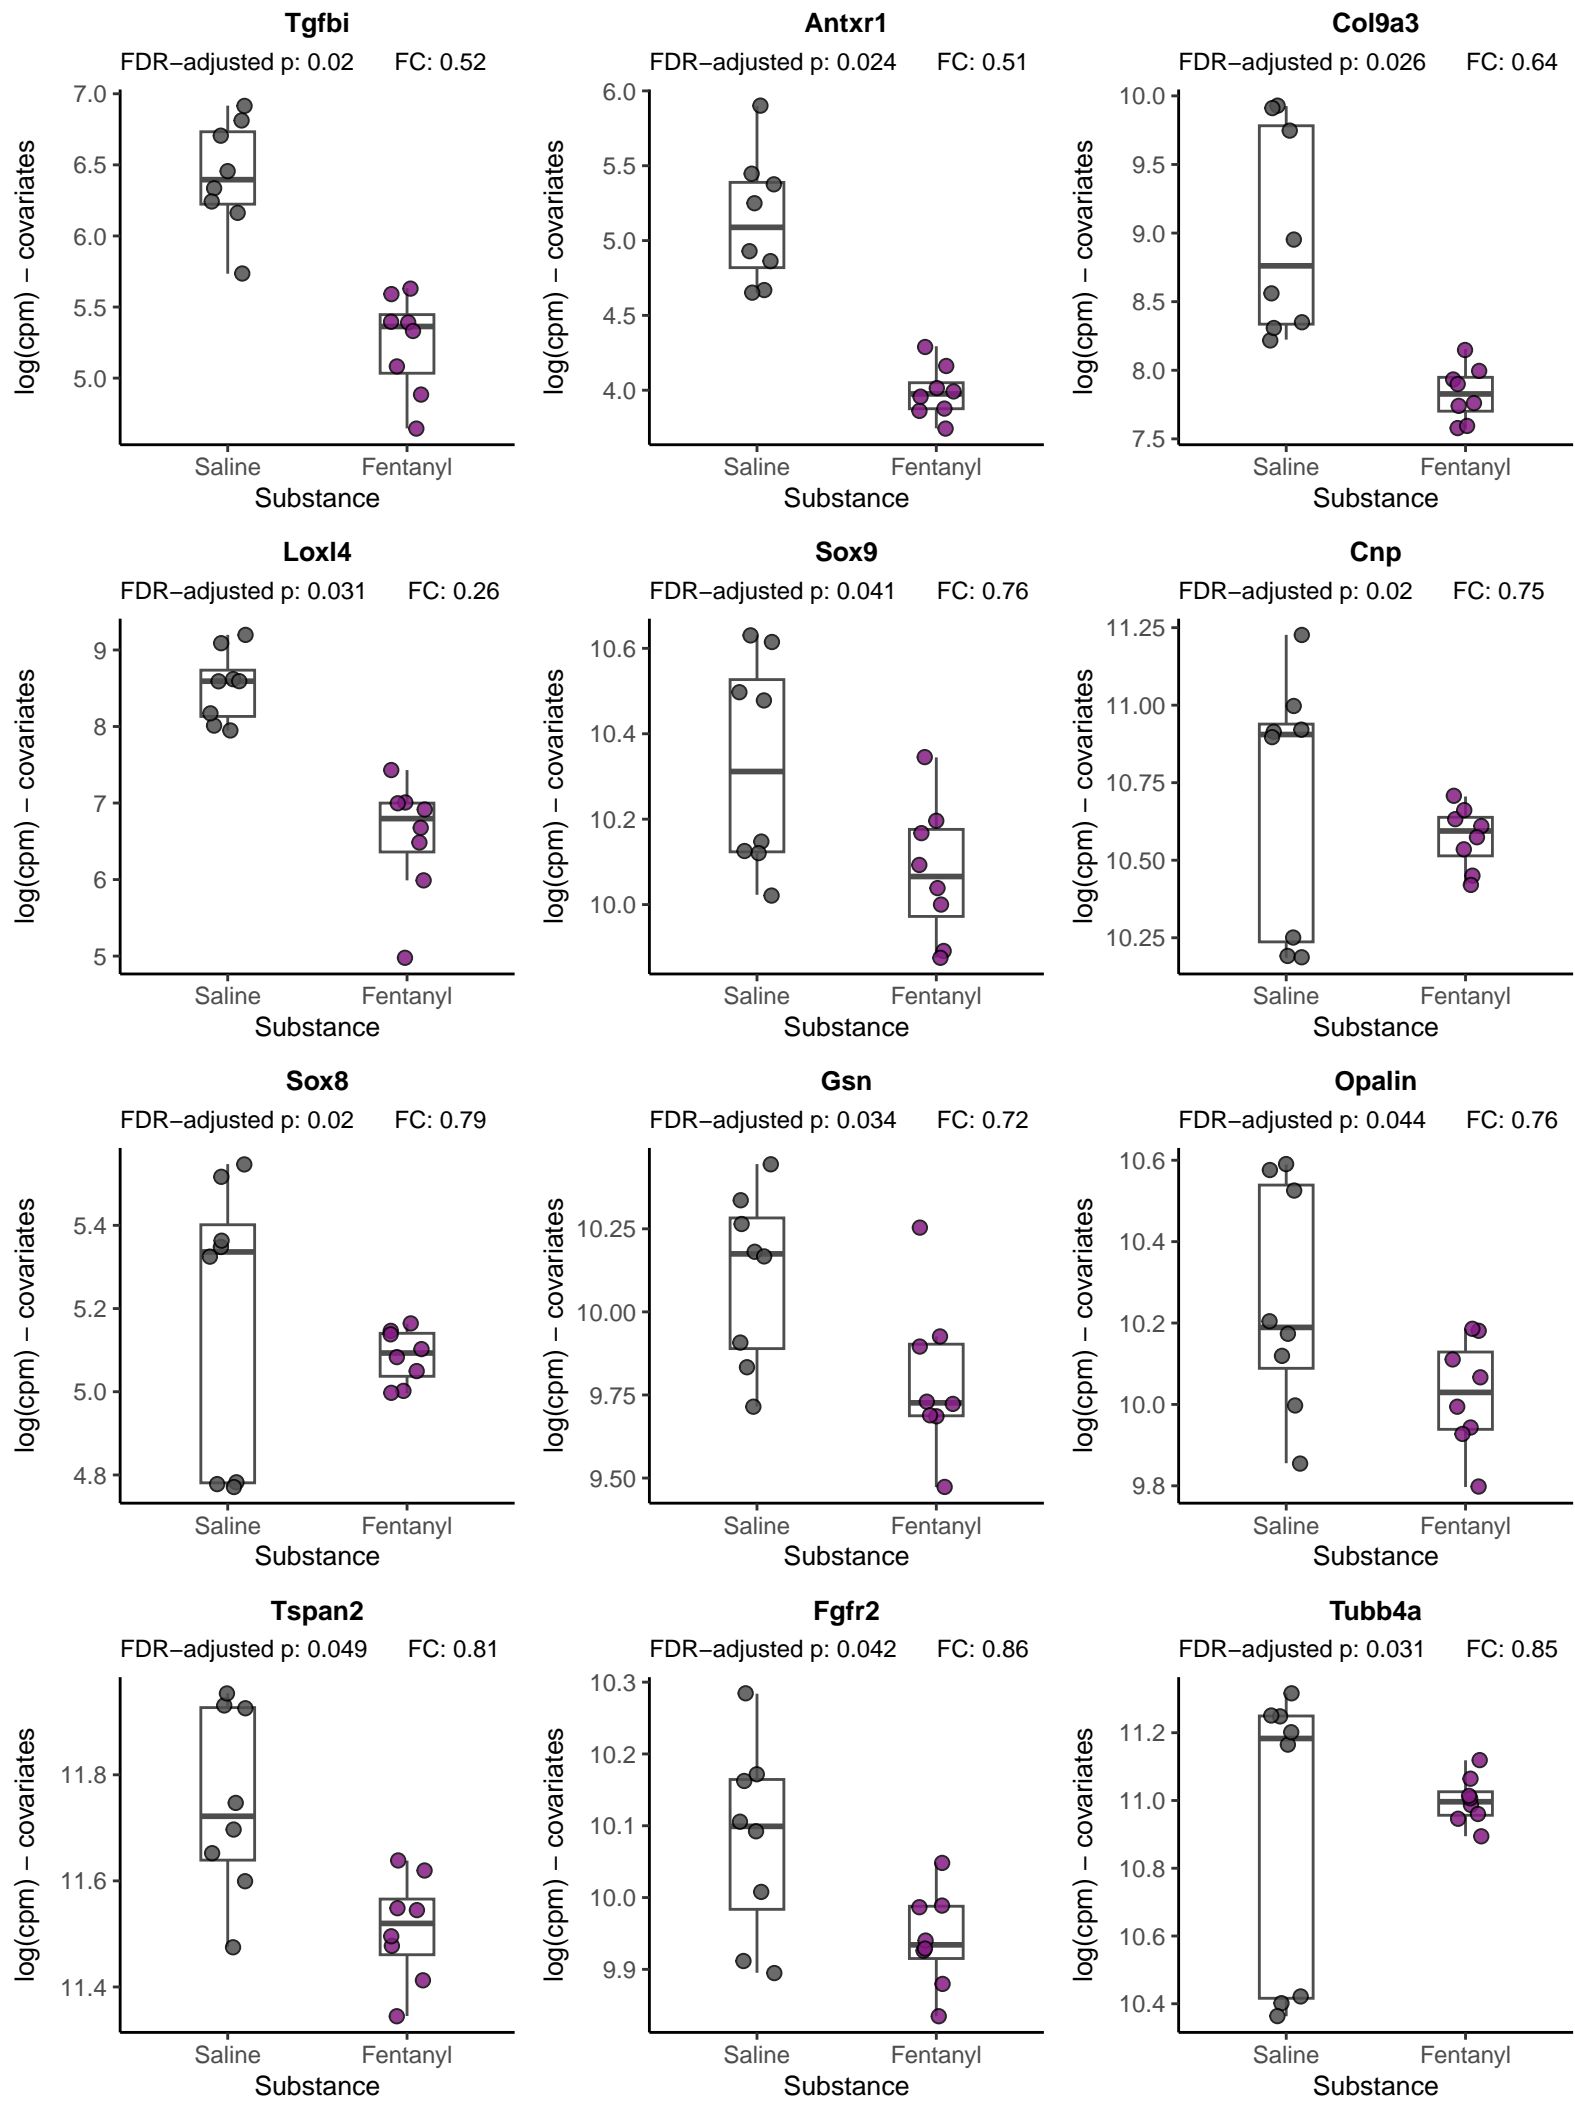 Tgfbi
FDR−adjusted p: 0.02 FC: 0.52
7.0
6.5
6.0
5.5
5.0
log(cpm) − covariates
Saline Fentanyl
Substance
Antxr1
FDR−adjusted p: 0.024 FC: 0.51
6.0
5.5
5.0
4.5
4.0
log(cpm) − covariates
Saline Fentanyl
Substance
Col9a3
FDR−adjusted p: 0.026 FC: 0.64
10.0
9.5
9.0
8.5
8.0
7.5
log(cpm) − covariates
Saline Fentanyl
Substance
Loxl4
FDR−adjusted p: 0.031 FC: 0.26
9
8
7
6
5
log(cpm) − covariates
Saline Fentanyl
Substance
Sox9
FDR−adjusted p: 0.041 FC: 0.76
10.6
10.4
10.2
10.0
log(cpm) − covariates
Saline Fentanyl
Substance
Cnp
FDR−adjusted p: 0.02 FC: 0.75
11.25
11.00
10.75
10.50
10.25
log(cpm) − covariates
Saline Fentanyl
Substance
Sox8
FDR−adjusted p: 0.02 FC: 0.79
5.4
5.2
5.0
4.8
log(cpm) − covariates
Saline Fentanyl
Substance
Gsn
FDR−adjusted p: 0.034 FC: 0.72
10.25
10.00
9.75
9.50
log(cpm) − covariates
Saline Fentanyl
Substance
Opalin
FDR−adjusted p: 0.044 FC: 0.76
10.6
10.4
10.2
10.0
9.8
log(cpm) − covariates
Saline Fentanyl
Substance
Tspan2
FDR−adjusted p: 0.049 FC: 0.81
11.8
11.6
11.4
log(cpm) − covariates
Saline Fentanyl
Substance
Fgfr2
FDR−adjusted p: 0.042 FC: 0.86
10.3
10.2
10.1
10.0
9.9
log(cpm) − covariates
Saline Fentanyl
Substance
Tubb4a
FDR−adjusted p: 0.031 FC: 0.85
11.2
11.0
10.8
10.6
10.4
log(cpm) − covariates
Saline Fentanyl
Substance